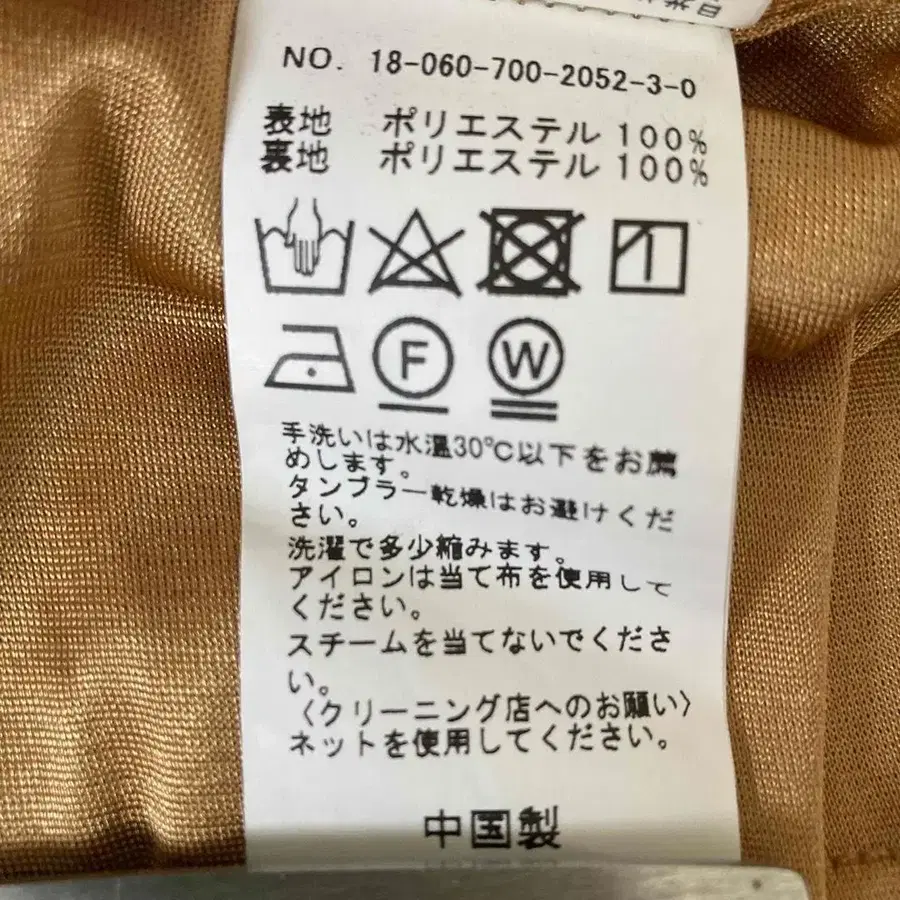 NO. 18-060-700-2052-3-0
表地 ポリエステル 100%
裏地 ポリエステル 100%
F
W
手洗いは水温30℃以下をお薦
めします。
タンブラー乾燥はお避けくだ
さい。
洗濯で多少縮みます。
アイロンは当て布を使用して
ください。
スチームを当てないでくださ
い。
〈クリーニング店へのお願い〉
ネットを使用してください。
中国製